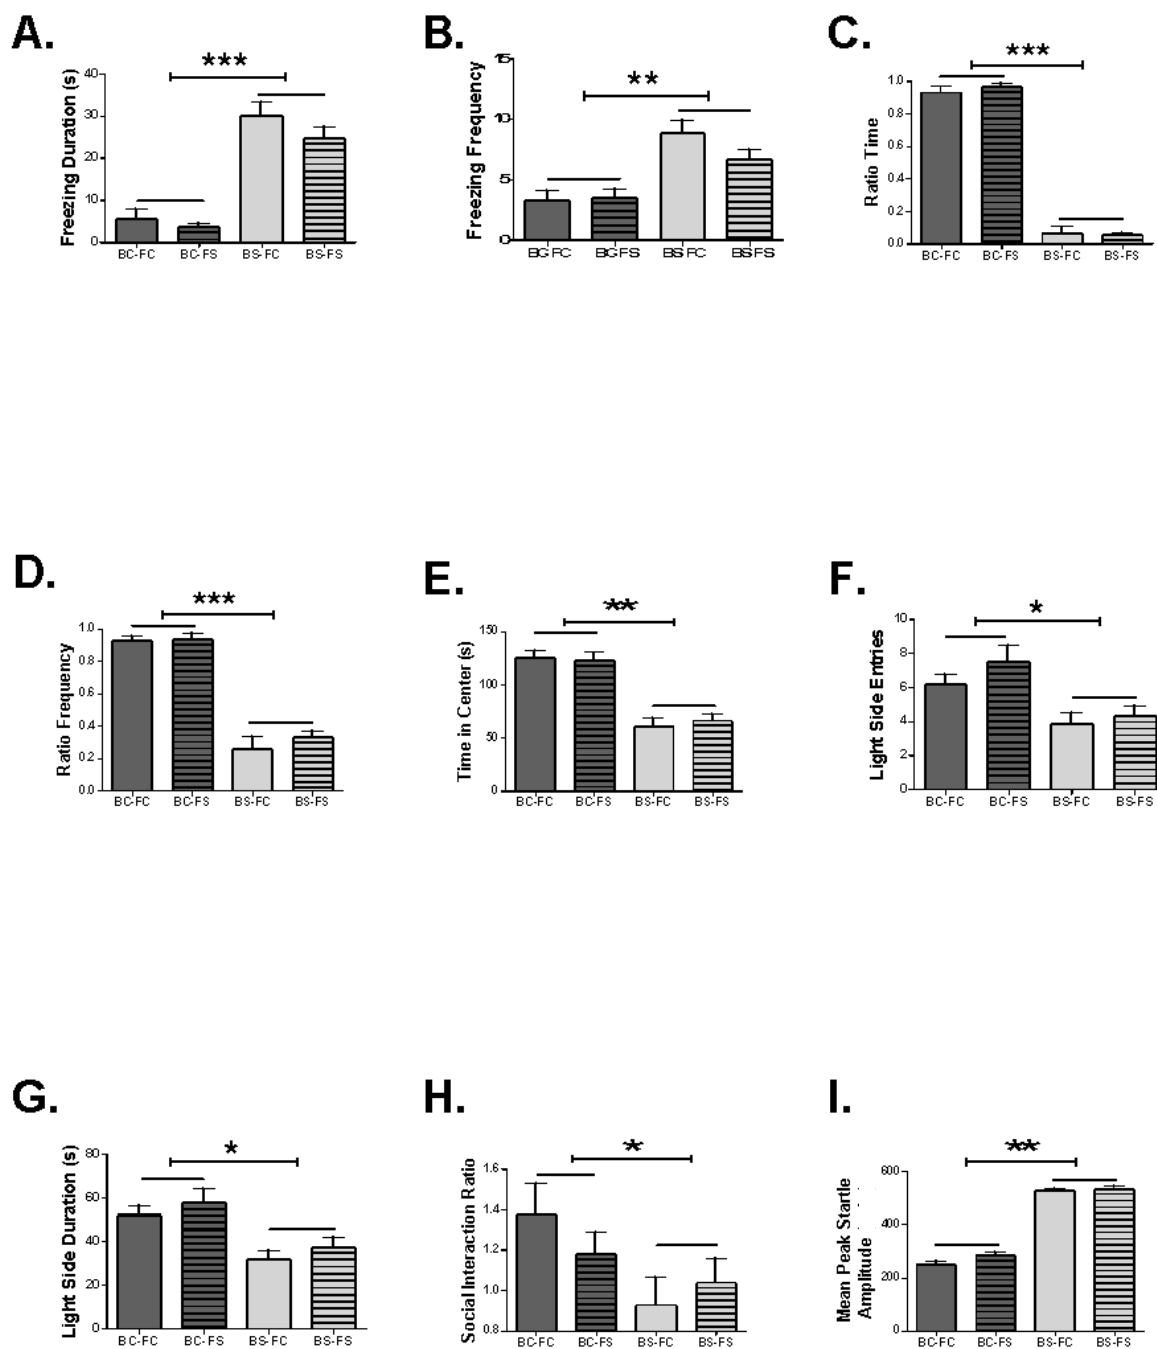 A.
***
Freezing Duration (s)
40
30
20
10
0
BC-FC BC-FS BS-FC BS-FS
B.
**
Freezing Frequency
15
10
5
0
BC-FC BC-FS BS-FC BS-FS
C.
***
Ratio Time
1.0
0.8
0.6
0.4
0.2
0.0
BC-FC BC-FS BS-FC BS-FS
D.
***
Ratio Frequency
1.0
0.8
0.6
0.4
0.2
0.0
BC-FC BC-FS BS-FC BS-FS
E.
**
Time in Center (s)
150
100
50
0
BC-FC BC-FS BS-FC BS-FS
F.
*
Light Side Entries
10
8
6
4
2
0
BC-FC BC-FS BS-FC BS-FS
G.
*
Light Side Duration (s)
80
60
40
20
0
BC-FC BC-FS BS-FC BS-FS
H.
*
Social Interaction Ratio
1.6
1.4
1.2
1.0
0.8
BC-FC BC-FS BS-FC BS-FS
I.
**
Mean Peak Startle
Amplitude
600
400
200
0
BC-FC BC-FS BS-FC BS-FS